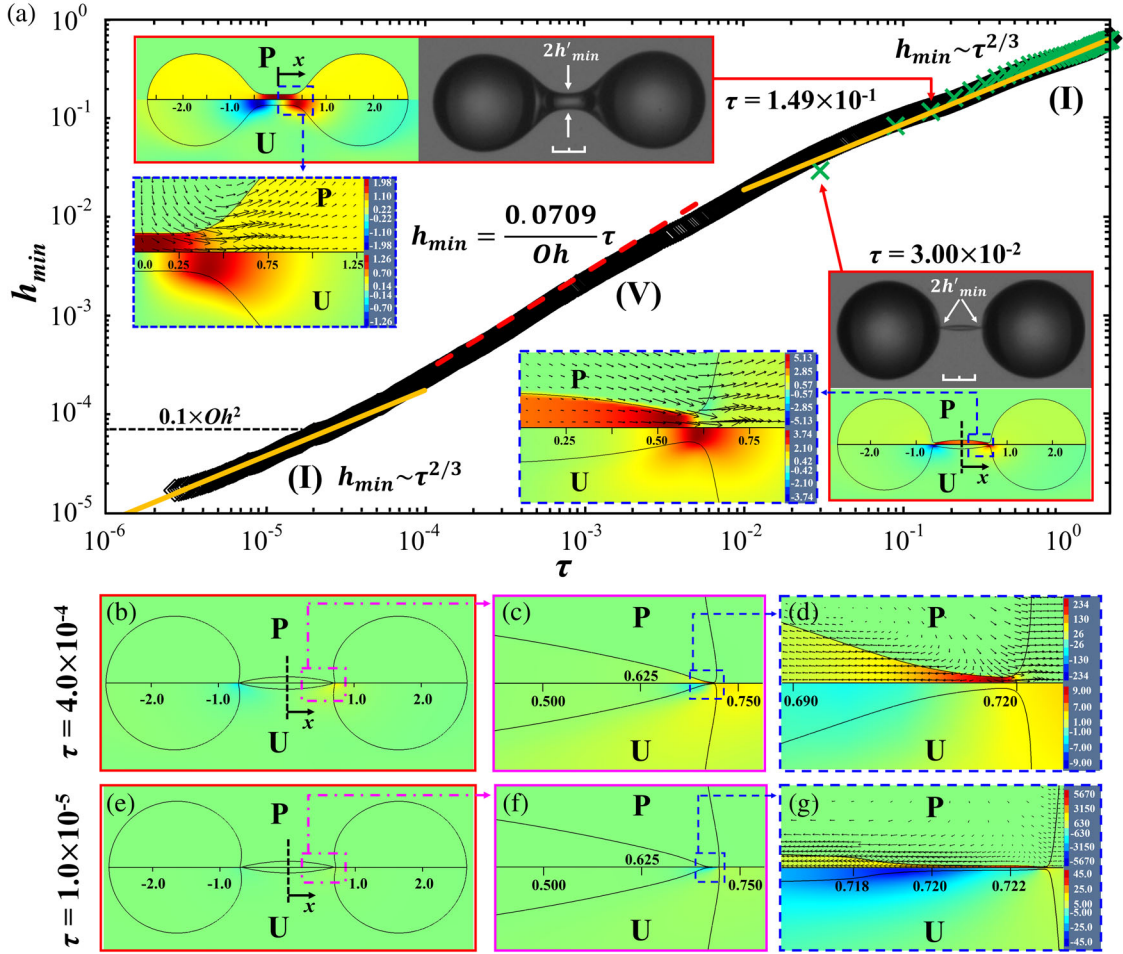 (a)
10^0
10^-1
10^-2
10^-3
10^-4
10^-5
h_min
P
x
-2.0 -1.0 0.0 1.0 2.0
U
2h'_min
h_min~τ^2/3
τ = 1.49×10^-1
(I)
P
0.0 0.25 0.75 1.25
U
1.98
1.10
0.22
-0.22
-1.10
-1.98
1.26
0.70
0.14
-0.14
-0.70
-1.26
h_min = 0.0709/Oh τ
(V)
τ = 3.00×10^-2
2h'_min
P
-2.0 -1.0 1.0 2.0
U
x
P
0.25 0.50 0.75
U
5.13
2.85
0.57
-0.57
-2.85
-5.13
3.74
2.10
0.42
-0.42
-2.10
-3.74
0.1×Oh^2
(I) h_min~τ^2/3
10^-6 10^-5 10^-4 10^-3 10^-2 10^-1 10^0
τ
τ = 4.0×10^-4
(b)
P
-2.0 -1.0 1.0 2.0
x
U
(c)
P
0.625
0.500 0.750
U
(d)
P
0.690 0.720
U
234
130
26
-26
-130
-234
9.00
7.00
1.00
-1.00
-7.00
-9.00
τ = 1.0×10^-5
(e)
P
-2.0 -1.0 1.0 2.0
x
U
(f)
P
0.625
0.500 0.750
U
(g)
P
0.718 0.720 0.722
U
5670
3150
630
-630
-3150
-5670
45.0
25.00
5.00
-5.00
-25.00
-45.0